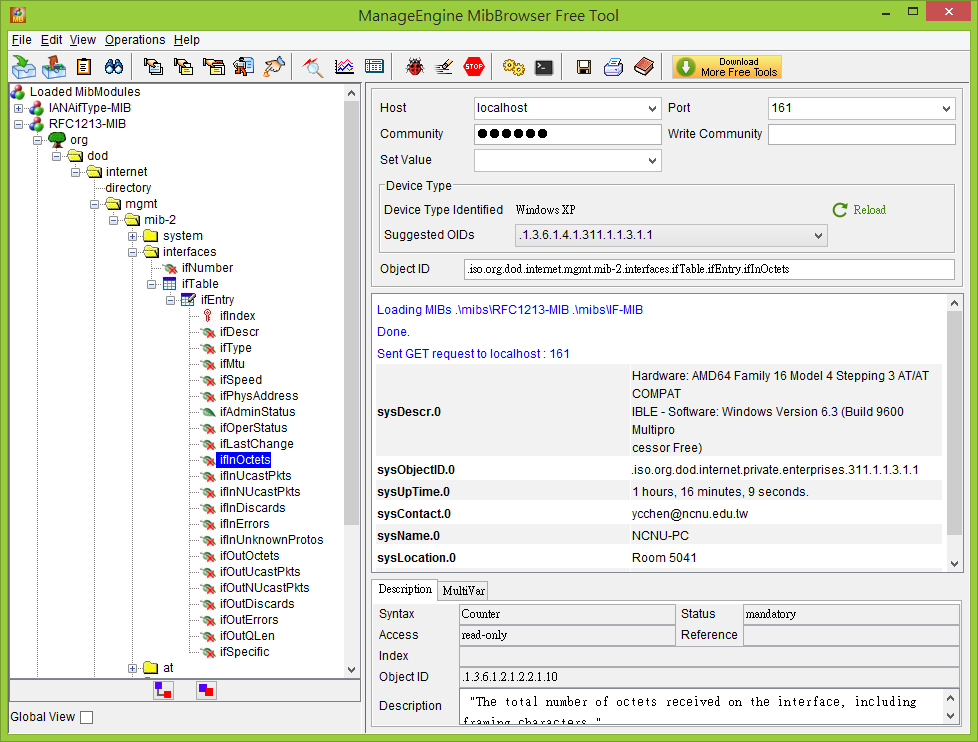 ManageEngine MibBrowser Free Tool
File Edit View Operations Help
STOP
Download
More Free Tools
Loaded MibModules
IANAifType-MIB
RFC1213-MIB
org
dod
internet
directory
mgmt
mib-2
system
interfaces
ifNumber
ifTable
ifEntry
ifIndex
ifDescr
ifType
ifMtu
ifSpeed
ifPhysAddress
ifAdminStatus
ifOperStatus
ifLastChange
ifInOctets
ifInUcastPkts
ifInNUcastPkts
ifInDiscards
ifInErrors
ifInUnknownProtos
ifOutOctets
ifOutUcastPkts
ifOutNUcastPkts
ifOutDiscards
ifOutErrors
ifOutQLen
ifSpecific
at
Global View
Host localhost Port 161
Community ●●●●●● Write Community
Set Value
Device Type
Device Type Identified Windows XP Reload
Suggested OIDs .1.3.6.1.4.1.311.1.1.3.1.1
Object ID .iso.org.dod.internet.mgmt.mib-2.interfaces.ifTable.ifEntry.ifInOctets
Loading MIBs .\mibs\RFC1213-MIB .\mibs\IF-MIB
Done.
Sent GET request to localhost : 161
sysDescr.0 Hardware: AMD64 Family 16 Model 4 Stepping 3 AT/AT
COMPAT
IBLE - Software: Windows Version 6.3 (Build 9600
Multipro
cessor Free)
sysObjectID.0 .iso.org.dod.internet.private.enterprises.311.1.1.3.1.1
sysUpTime.0 1 hours, 16 minutes, 9 seconds.
sysContact.0 ycchen@ncnu.edu.tw
sysName.0 NCNU-PC
sysLocation.0 Room 5041
Description MultiVar
Syntax Counter Status mandatory
Access read-only Reference
Index
Object ID .1.3.6.1.2.1.2.2.1.10
Description "The total number of octets received on the interface, including
framing characters."